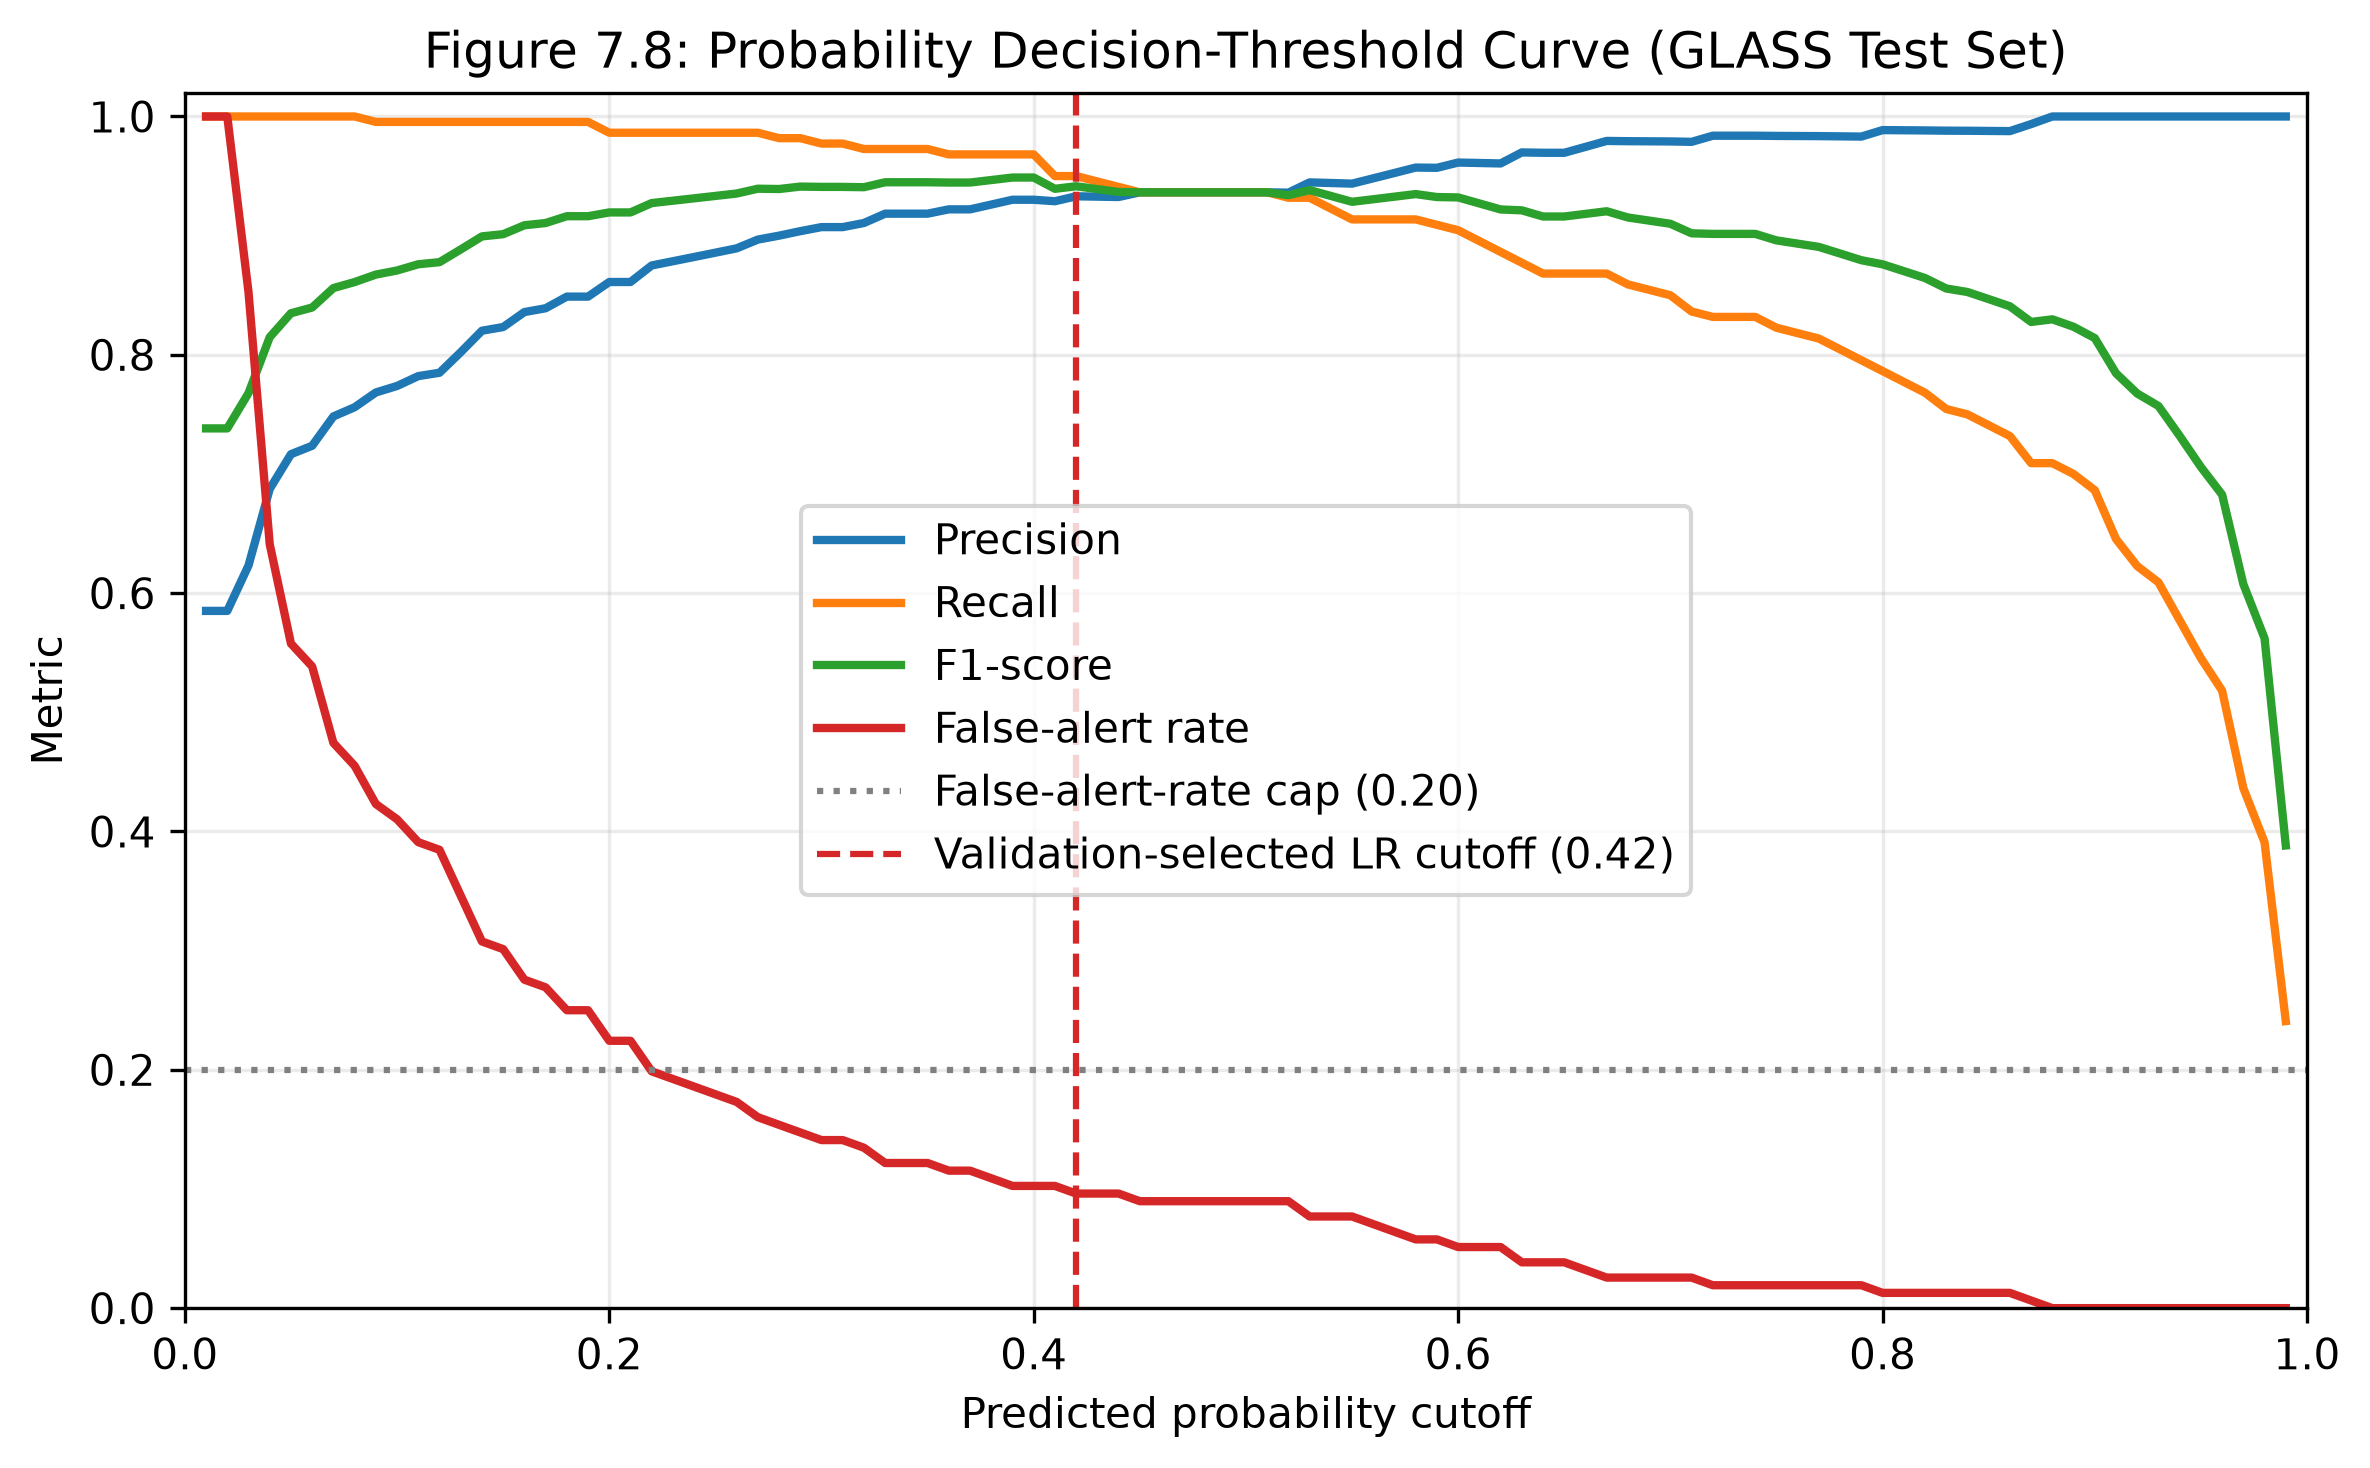 Figure 7.8: Probability Decision-Threshold Curve (GLASS Test Set)
1.0
0.8
0.6
0.4
0.2
0.0
Metric
Precision
Recall
F1-score
False-alert rate
False-alert-rate cap (0.20)
Validation-selected LR cutoff (0.42)
0.0 0.2 0.4 0.6 0.8 1.0
Predicted probability cutoff